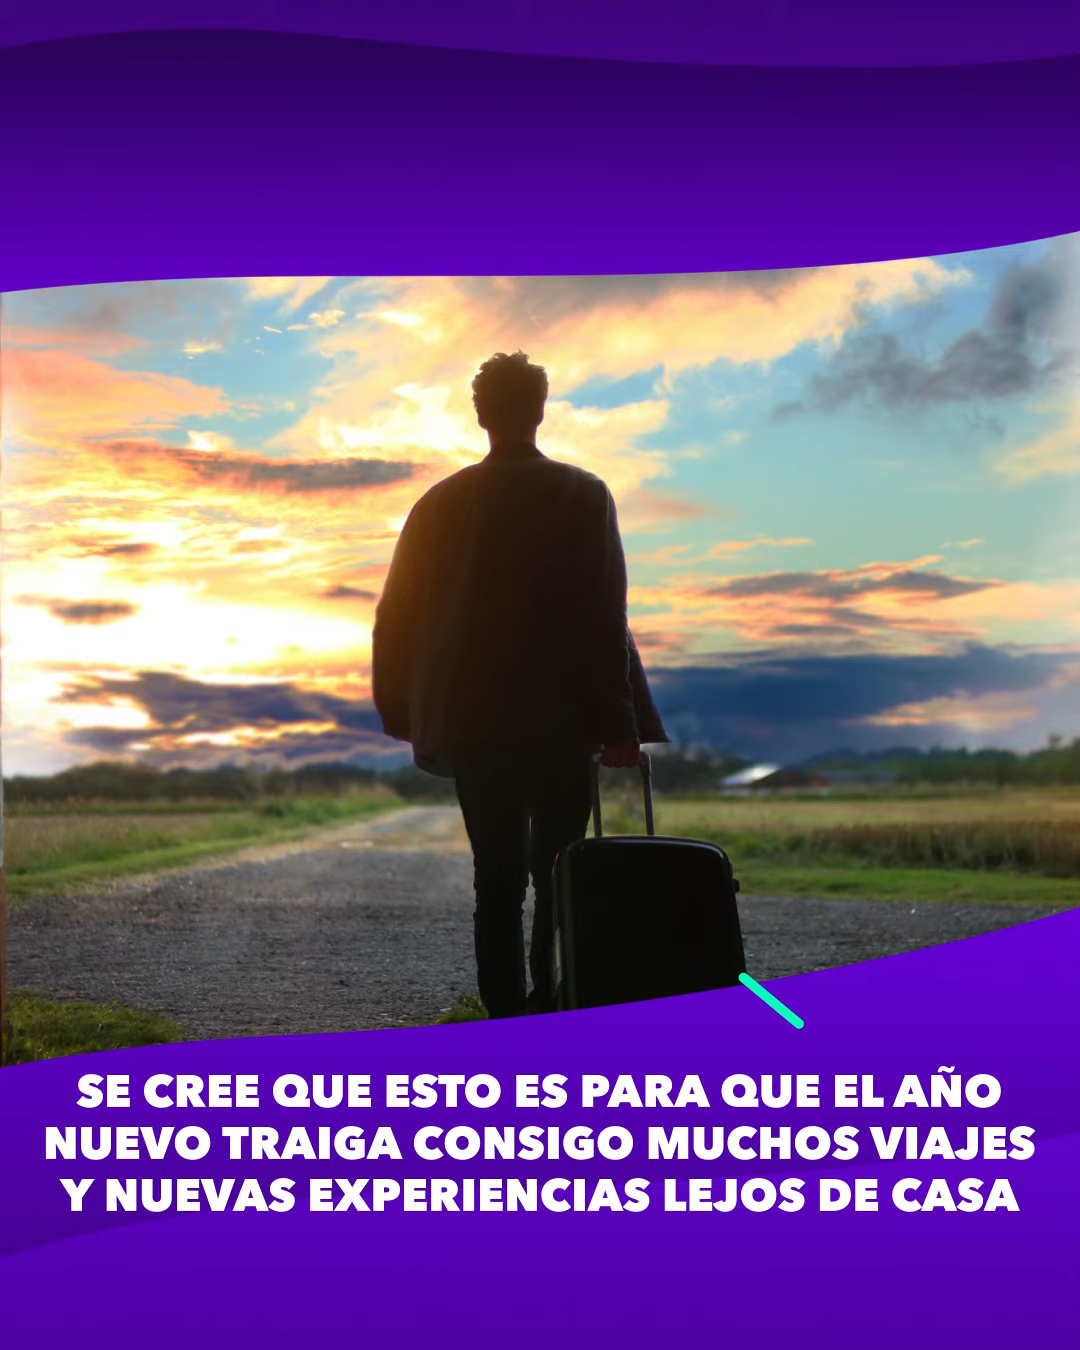 SE CREE QUE ESTO ES PARA QUE EL AÑO
NUEVO TRAIGA CONSIGO MUCHOS VIAJES
Y NUEVAS EXPERIENCIAS LEJOS DE CASA